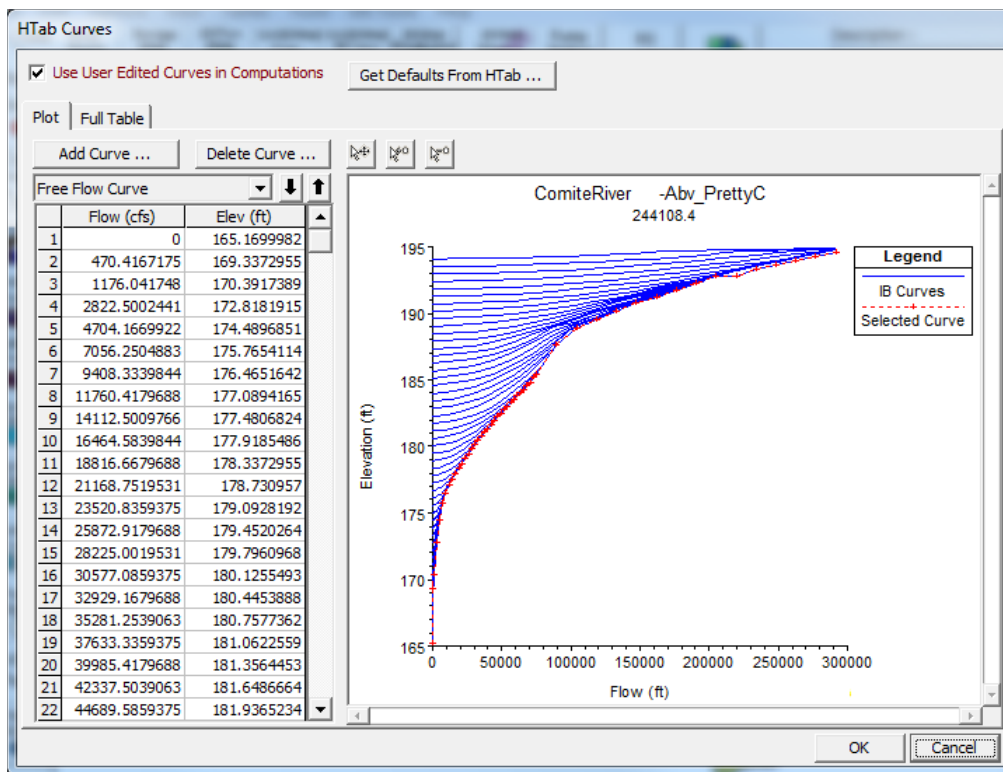 HTab Curves
Use User Edited Curves in Computations
Get Defaults From HTab ...
Plot Full Table
Add Curve ... Delete Curve ...
Free Flow Curve
Flow (cfs) Elev (ft)
1 0 165.1699982
2 470.4167175 169.3372955
3 1176.041748 170.3917389
4 2822.5002441 172.8181915
5 4704.1669922 174.4896851
6 7056.2504883 175.7654114
7 9408.3339844 176.4651642
8 11760.4179688 177.0894165
9 14112.5009766 177.4806824
10 16464.5839844 177.9185486
11 18816.6679688 178.3372955
12 21168.7519531 178.730957
13 23520.8359375 179.0928192
14 25872.9179688 179.4520264
15 28225.0019531 179.7960968
16 30577.0859375 180.1255493
17 32929.1679688 180.4453888
18 35281.2539063 180.7577362
19 37633.3359375 181.0622559
20 39985.4179688 181.3564453
21 42337.5039063 181.6486664
22 44689.5859375 181.9365234
ComiteRiver -Abv_PrettyC
244108.4
195
190
185
180
175
170
165
Elevation (ft)
0 50000 100000 150000 200000 250000 300000
Flow (ft)
Legend
IB Curves
Selected Curve
OK Cancel